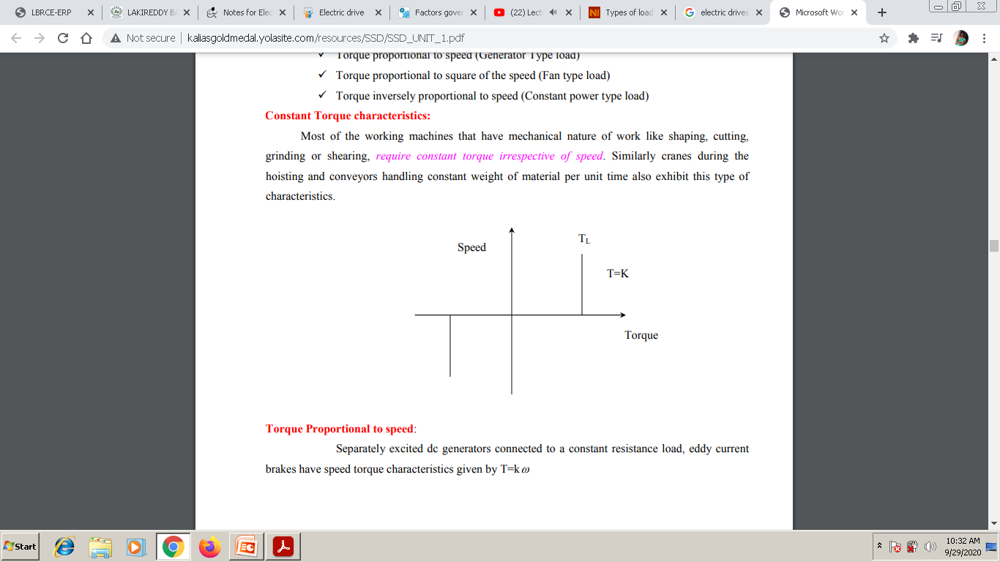 LBRCE-ERP
LAKIREDDY BA
Notes for Elec
Electric drive
Factors gover
(22) Lect
Types of load
electric drives
Microsoft Wor
Not secure | kaliasgoldmedal.yolasite.com/resources/SSD/SSD_UNIT_1.pdf
✓ Torque proportional to speed (Generator Type load)
✓ Torque proportional to square of the speed (Fan type load)
✓ Torque inversely proportional to speed (Constant power type load)
Constant Torque characteristics:
Most of the working machines that have mechanical nature of work like shaping, cutting,
grinding or shearing, require constant torque irrespective of speed. Similarly cranes during the
hoisting and conveyors handling constant weight of material per unit time also exhibit this type of
characteristics.
TL
Speed
T=K
Torque
Torque Proportional to speed:
Separately excited dc generators connected to a constant resistance load, eddy current
brakes have speed torque characteristics given by T=kω
Start
10:32 AM
9/29/2020